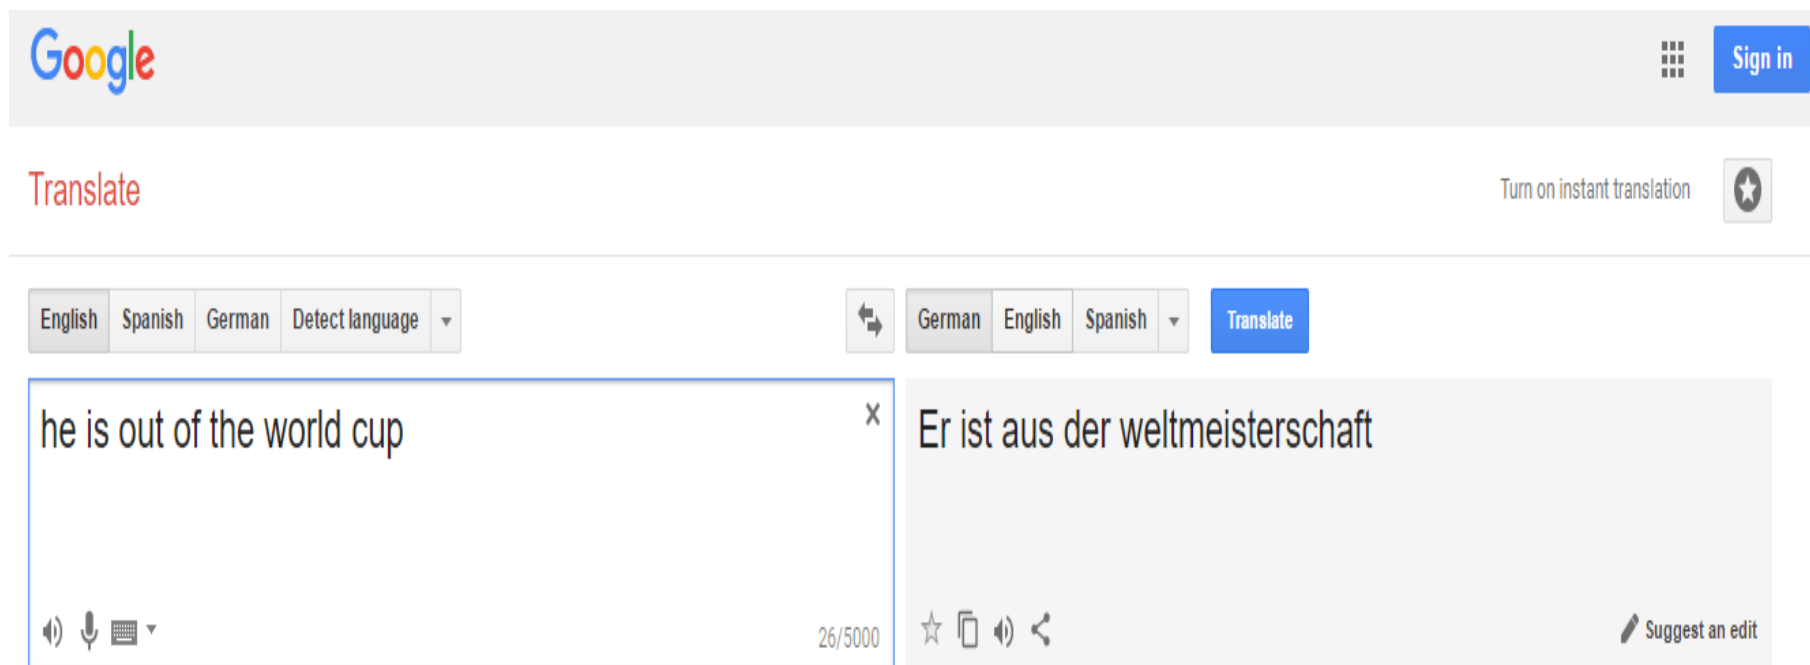 Google
Sign in
Translate
Turn on instant translation
English Spanish German Detect language
German English Spanish Translate
he is out of the world cup
Er ist aus der weltmeisterschaft
26/5000
Suggest an edit